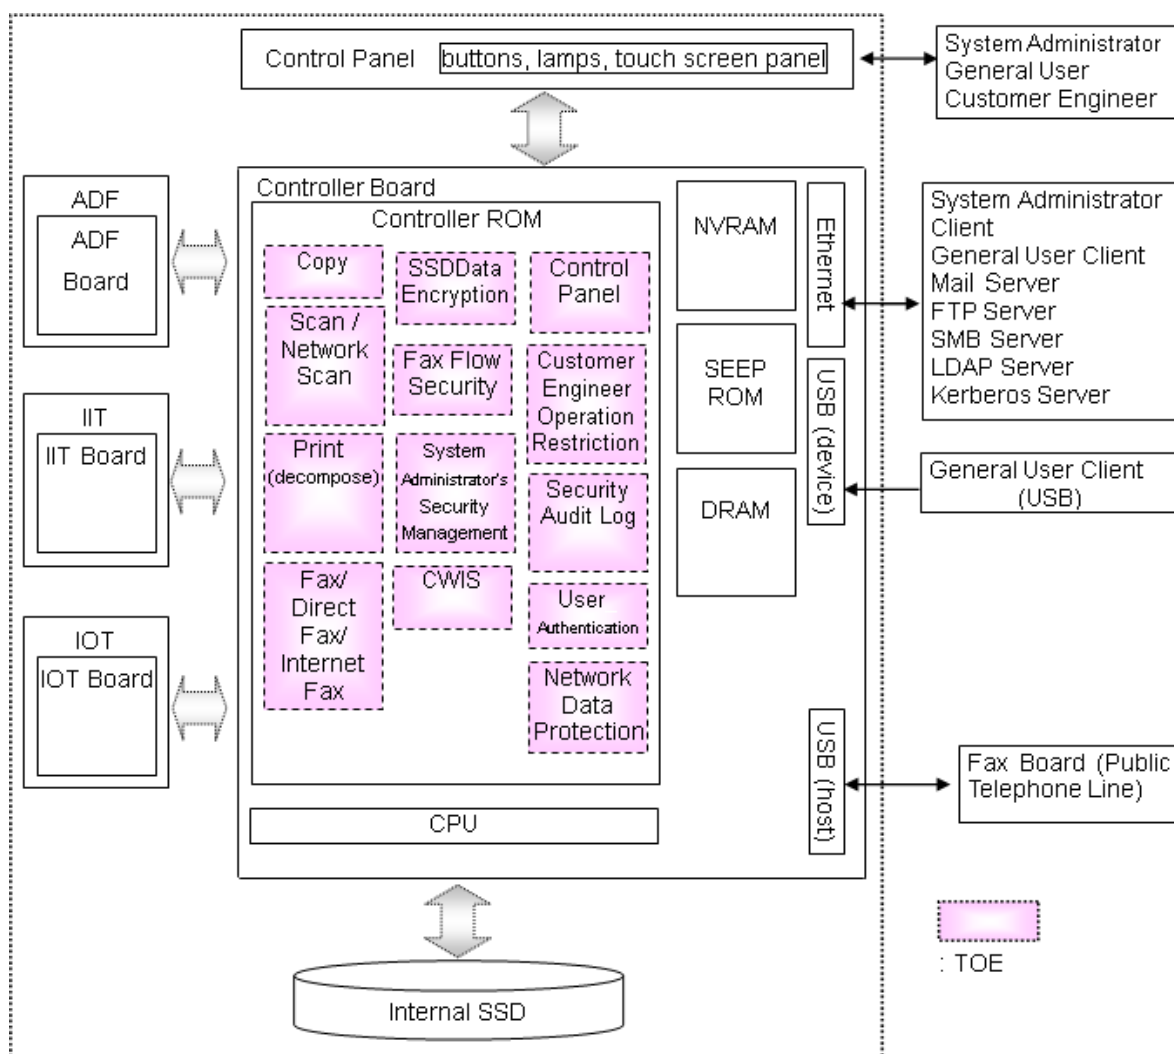 Control Panel
buttons, lamps, touch screen panel
System Administrator
General User
Customer Engineer
ADF
ADF
Board
IIT
IIT Board
IOT
IOT Board
Controller Board
Controller ROM
Copy
Scan /
Network
Scan
Print
(decompose)
Fax/
Direct
Fax/
Internet
Fax
SSDData
Encryption
Fax Flow
Security
System
Administrator's
Security
Management
CWIS
Control
Panel
Customer
Engineer
Operation
Restriction
Security
Audit Log
User
Authentication
Network
Data
Protection
NVRAM
SEEP
ROM
DRAM
Ethernet
USB (device)
USB (host)
CPU
Internal SSD
System Administrator
Client
General User Client
Mail Server
FTP Server
SMB Server
LDAP Server
Kerberos Server
General User Client
(USB)
Fax Board (Public
Telephone Line)
: TOE